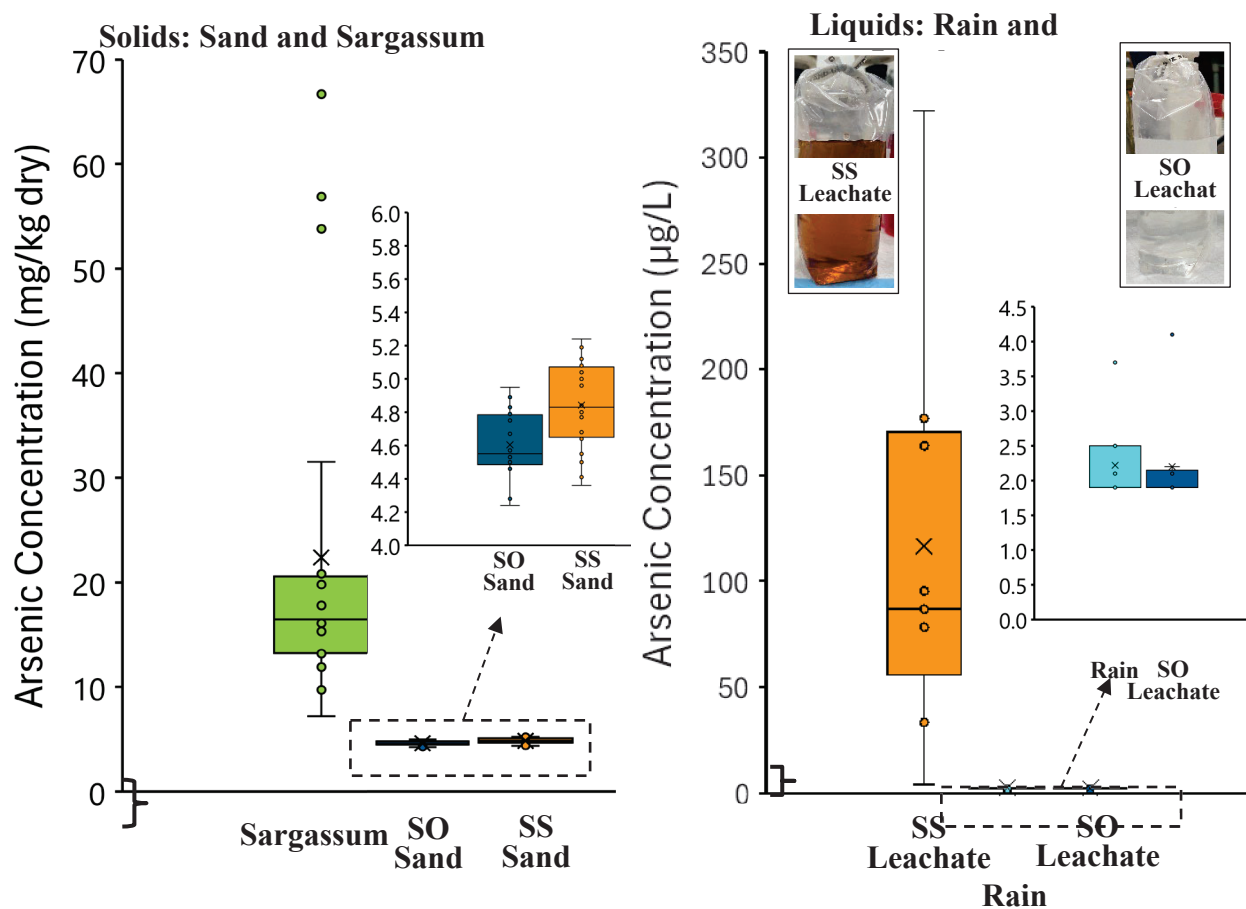 Solids: Sand and Sargassum
Arsenic Concentration (mg/kg dry)
70
60
50
40
30
20
10
0
6.0
5.8
5.6
5.4
5.2
5.0
4.8
4.6
4.4
4.2
4.0
SO
Sand
SS
Sand
Sargassum
SO
Sand
SS
Sand
Liquids: Rain and
Arsenic Concentration (µg/L)
350
300
250
200
150
100
50
0
SS
Leachate
SO
Leachat
4.5
4.0
3.5
3.0
2.5
2.0
1.5
1.0
0.5
0.0
Rain
SO
Leachate
SS
Leachate
SO
Leachate
Rain